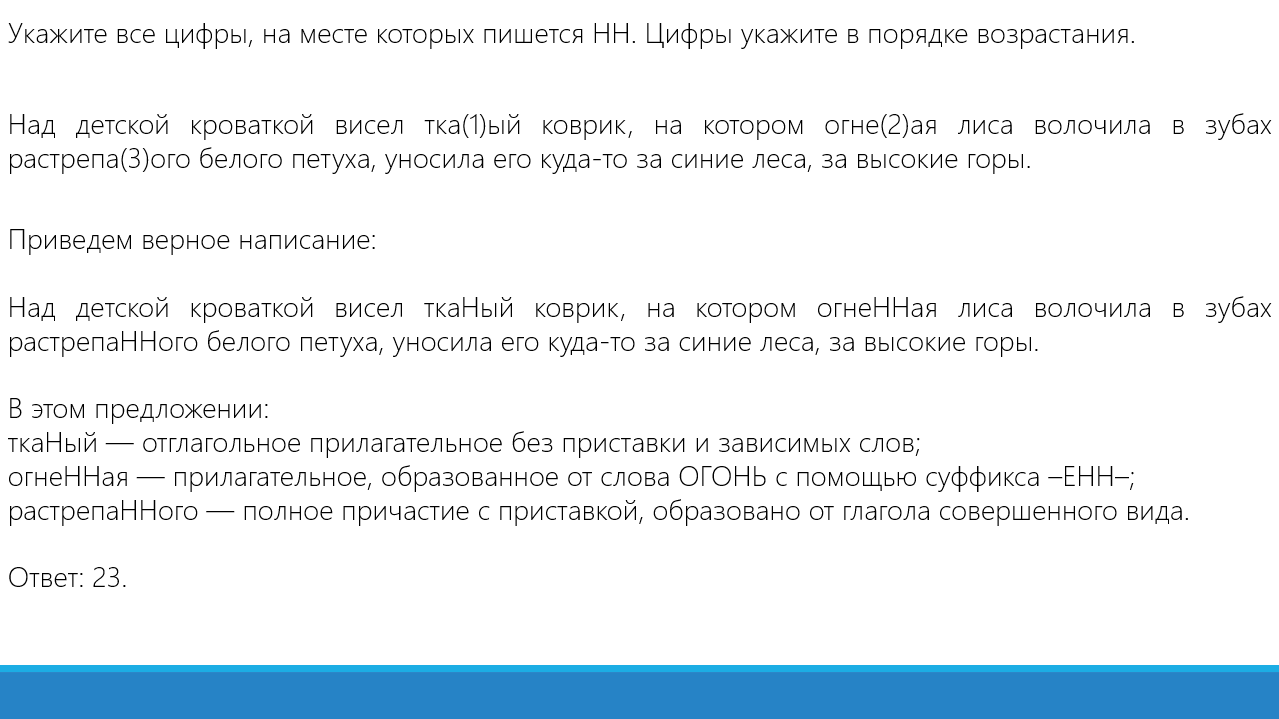 Укажите все цифры, на месте которых пишется НН. Цифры укажите в порядке возрастания.
Над детской кроваткой висел тка(1)ый коврик, на котором огне(2)ая лиса волочила в зубах
растрепа(3)ого белого петуха, уносила его куда-то за синие леса, за высокие горы.
Приведем верное написание:
Над детской кроваткой висел ткаНый коврик, на котором огнеННая лиса волочила в зубах
растрепаННого белого петуха, уносила его куда-то за синие леса, за высокие горы.
В этом предложении:
ткаНый — отглагольное прилагательное без приставки и зависимых слов;
огнеННая — прилагательное, образованное от слова ОГОНЬ с помощью суффикса –ЕНН–;
растрепаННого — полное причастие с приставкой, образовано от глагола совершенного вида.
Ответ: 23.